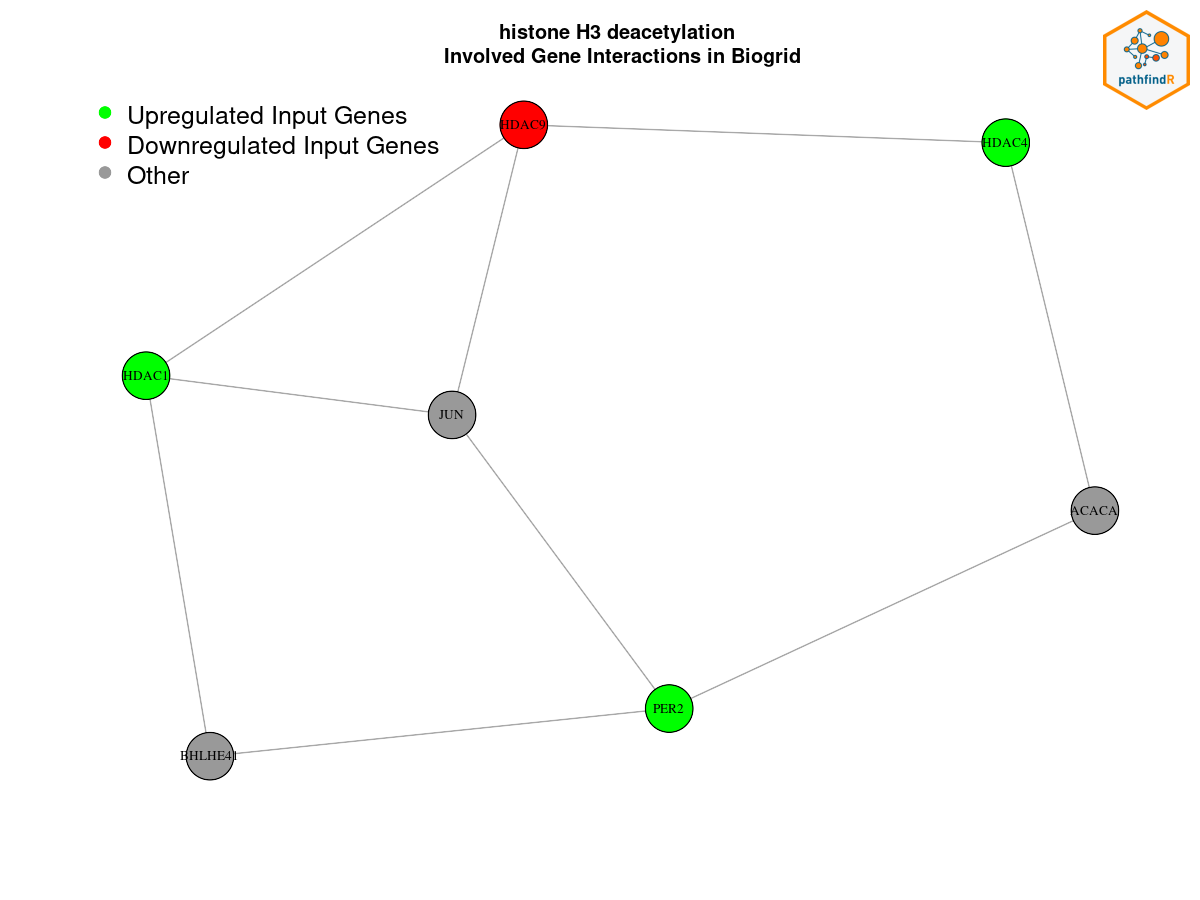 histone H3 deacetylation
Involved Gene Interactions in Biogrid
pathfindR
Upregulated Input Genes
Downregulated Input Genes
Other
HDAC9
HDAC4
HDAC1
JUN
ACACA
PER2
BHLHE41